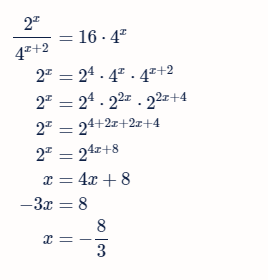 2^x / 4^(x+2) = 16 · 4^x
2^x = 2^4 · 4^x · 4^(x+2)
2^x = 2^4 · 2^(2x) · 2^(2x+4)
2^x = 2^(4+2x+2x+4)
2^x = 2^(4x+8)
x = 4x + 8
−3x = 8
x = −8/3